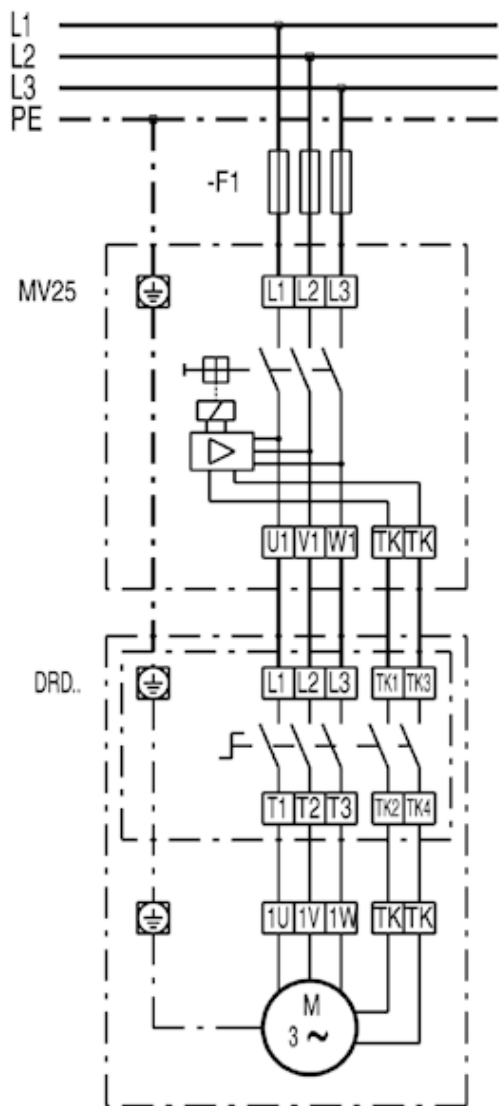 L1
L2
L3
PE
-F1
MV25
L1 L2 L3
U1 V1 W1 TK TK
DRD..
L1 L2 L3 TK1 TK3
T1 T2 T3 TK2 TK4
1U 1V 1W TK TK
M
3 ~